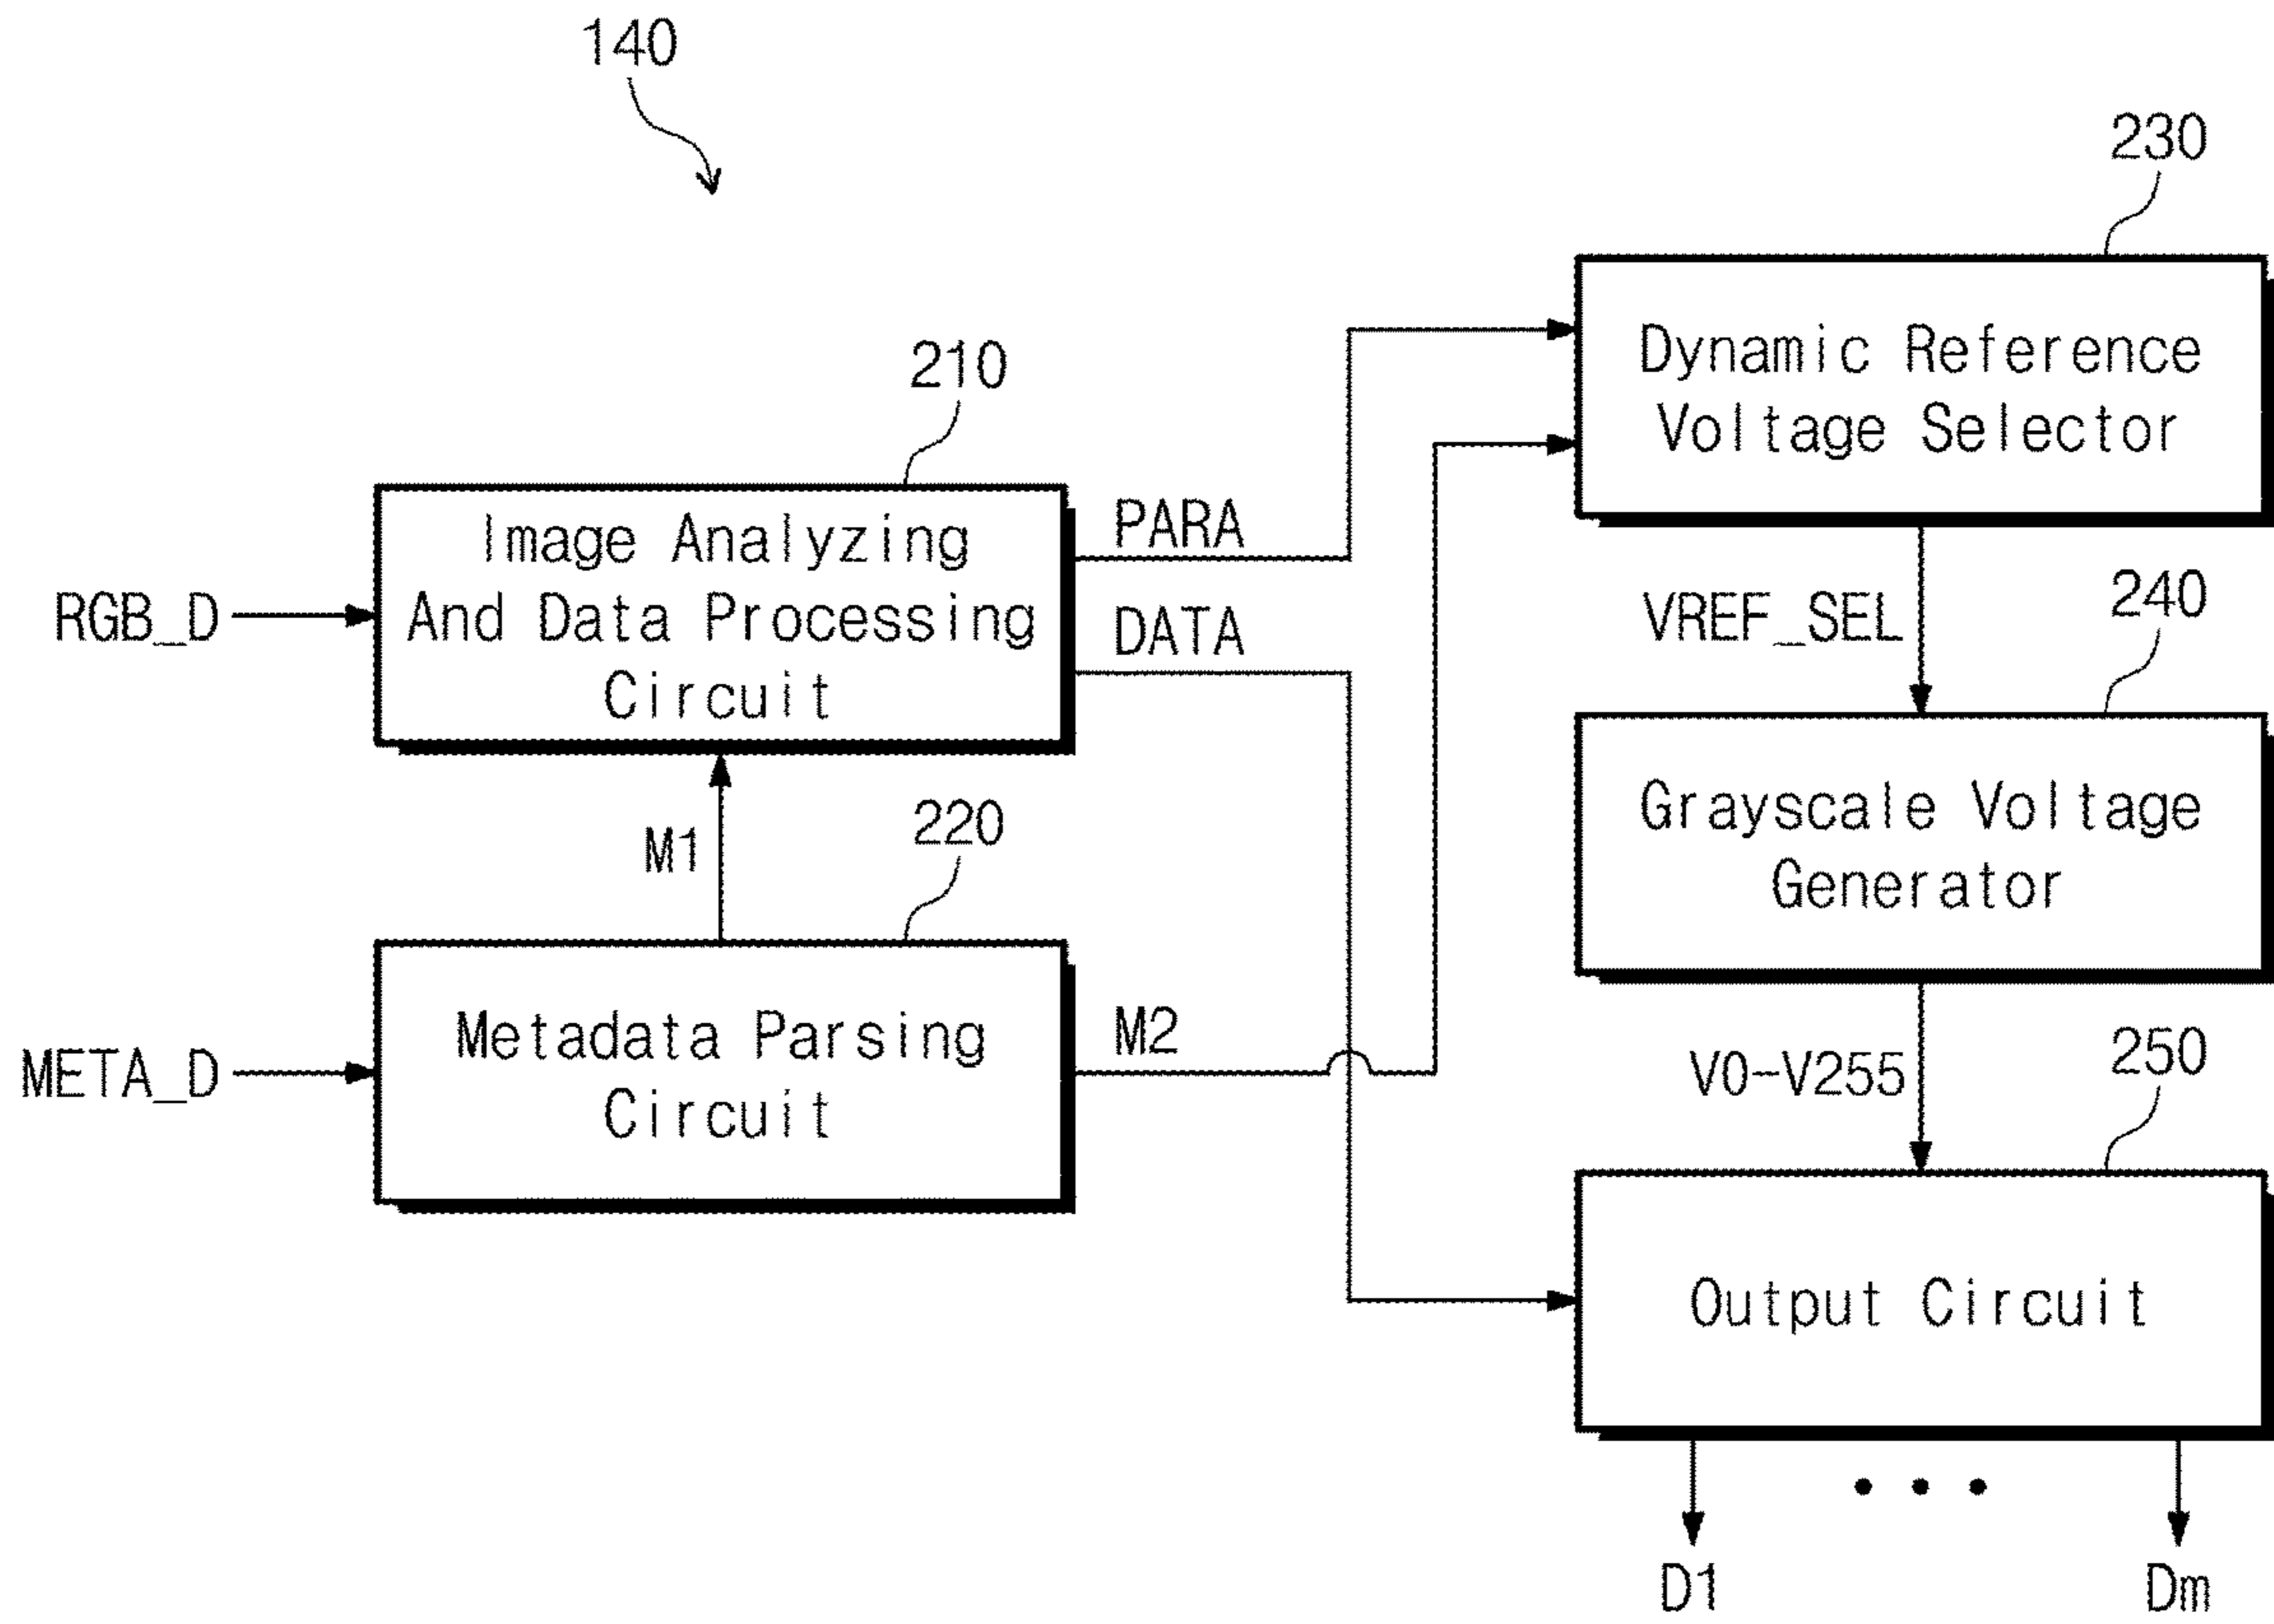 140
230
Dynamic Reference
Voltage Selector
210
Image Analyzing
And Data Processing
Circuit
PARA
DATA
RGB_D
VREF_SEL
240
Grayscale Voltage
Generator
M1
220
Metadata Parsing
Circuit
META_D
M2
V0-V255
250
Output Circuit
• • •
D1
Dm